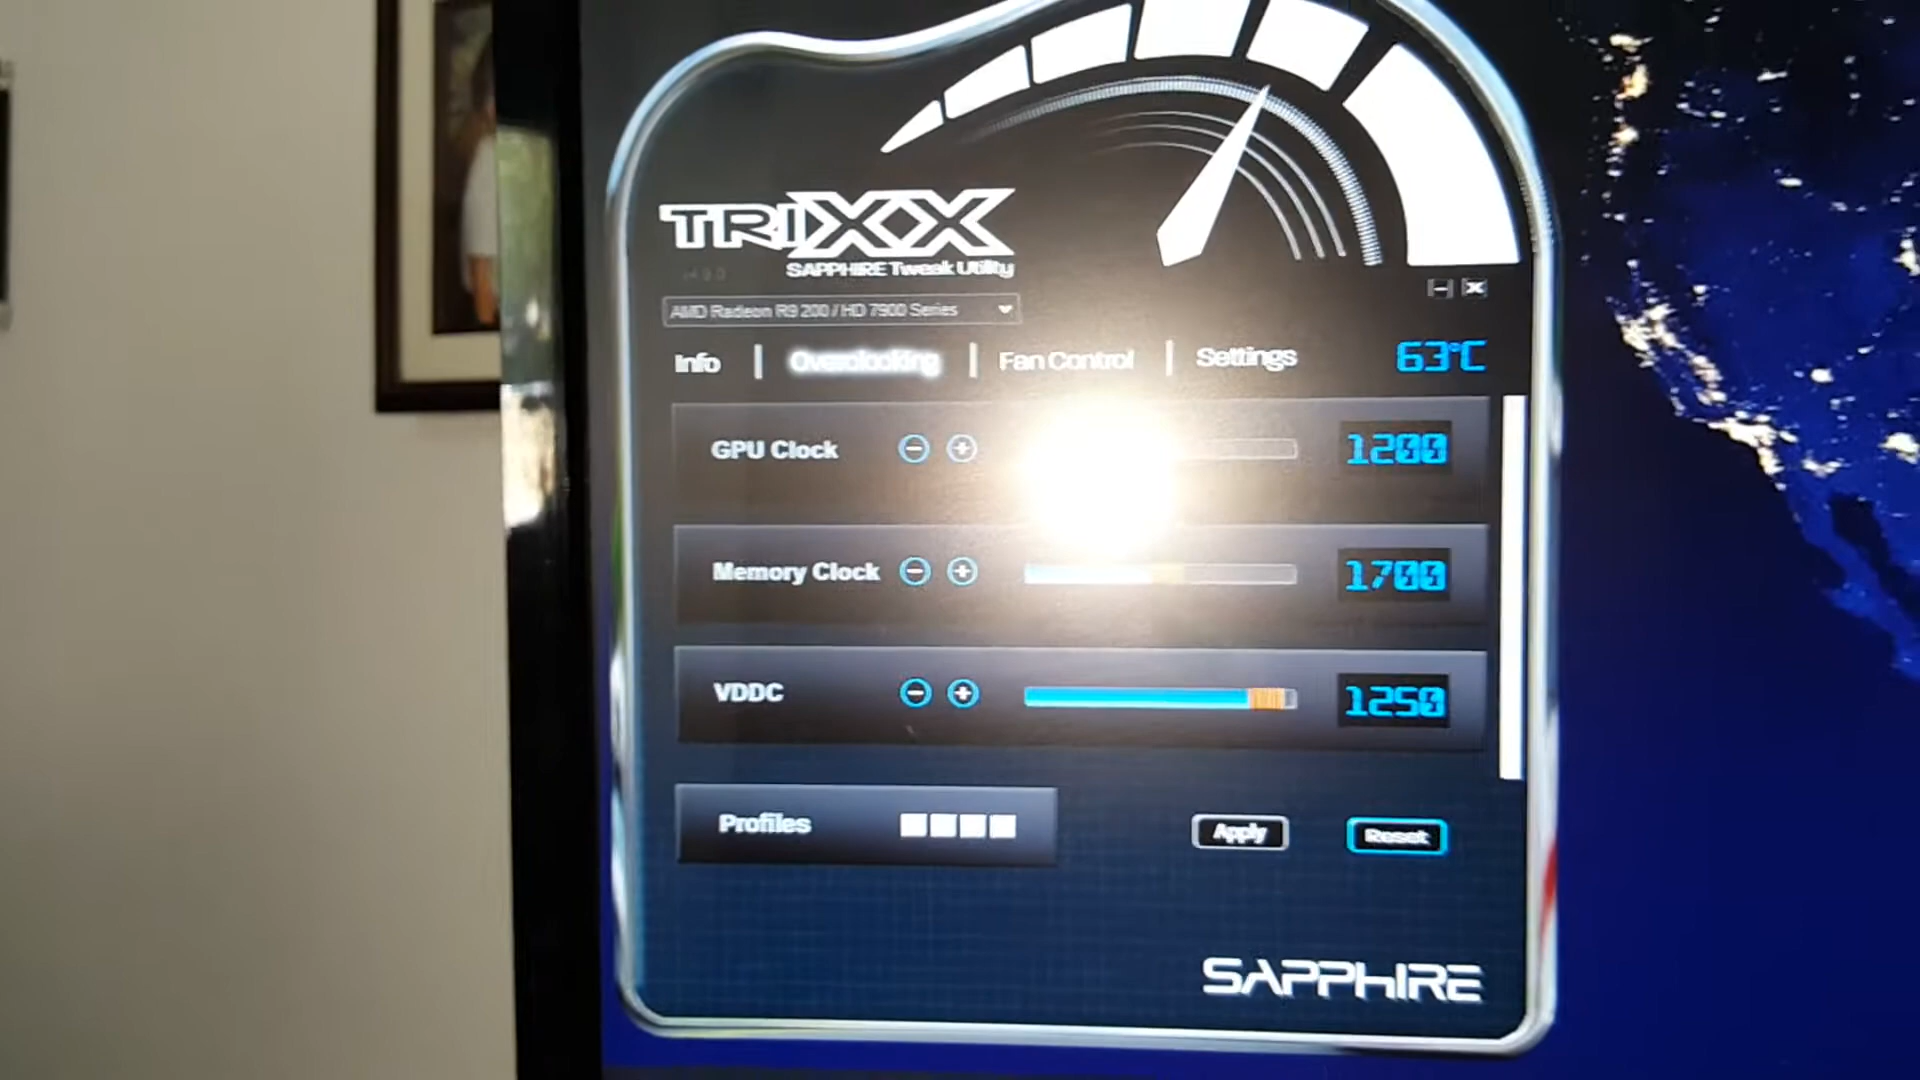 TRIXX
SAPPHIRE Tweak Utility
AMD Radeon R9 200 / HD 7900 Series
Info | Overclocking | Fan Control | Settings 63°C
GPU Clock 1200
Memory Clock 1700
VDDC 1250
Profiles Apply Reset
SAPPHIRE